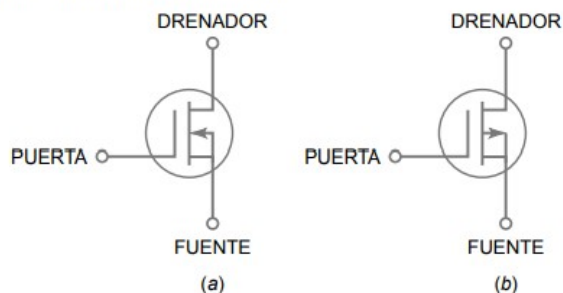 DRENADOR
DRENADOR
PUERTA
PUERTA
FUENTE
FUENTE
(a)
(b)